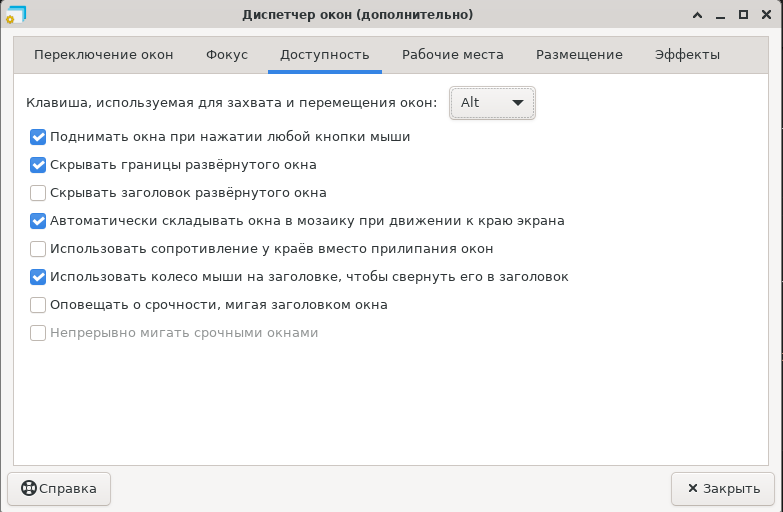 Диспетчер окон (дополнительно)
Переключение окон Фокус Доступность Рабочие места Размещение Эффекты
Клавиша, используемая для захвата и перемещения окон: Alt
Поднимать окна при нажатии любой кнопки мыши
Скрывать границы развёрнутого окна
Скрывать заголовок развёрнутого окна
Автоматически складывать окна в мозаику при движении к краю экрана
Использовать сопротивление у краёв вместо прилипания окон
Использовать колесо мыши на заголовке, чтобы свернуть его в заголовок
Оповещать о срочности, мигая заголовком окна
Непрерывно мигать срочными окнами
Справка Закрыть